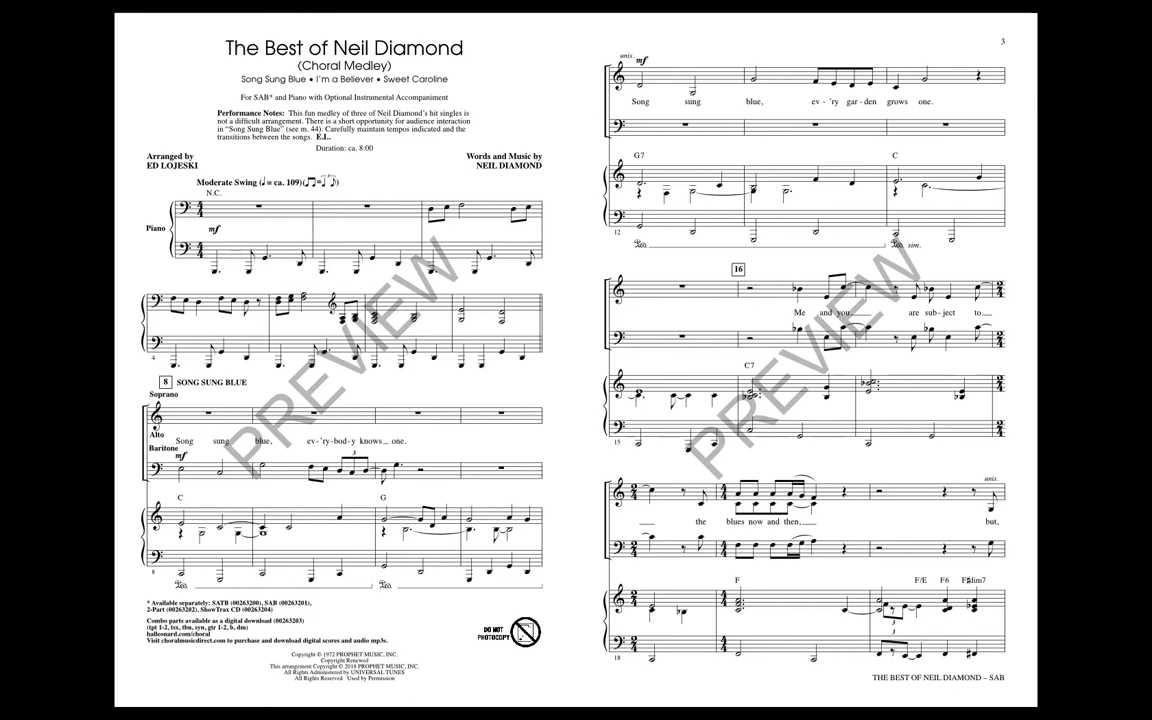 The Best of Neil Diamond
(Choral Medley)
Song Sung Blue • I'm a Believer • Sweet Caroline
For SAB* and Piano with Optional Instrumental Accompaniment
Performance Notes: This fun medley of three of Neil Diamond's hit singles is
not a difficult arrangement. There is a short opportunity for audience interaction
in "Song Sung Blue" (see m. 44). Carefully maintain tempos indicated and the
transitions between the songs. E.L.
Duration: ca. 8:00
Arranged by
ED LOJESKI
Words and Music by
NEIL DIAMOND
Moderate Swing (♩ = ca. 109)
N.C.
Piano
mf
4
8 SONG SUNG BLUE
Soprano
Alto
Song sung blue, ev-'ry-bod-y knows one.
Baritone
mf
3
C G
8
* Available separately: SATB (00263200), SAB (00263201),
2-Part (00263202), ShowTrax CD (00263204)
Combo parts available as a digital download (00263203)
(tpt 1-2, tsx, tbn, syn, gtr 1-2, b, dm)
halleonard.com/choral
Visit choralmusicdirect.com to purchase and download digital scores and audio mp3s.
DO NOT
PHOTOCOPY
Copyright © 1972 PROPHET MUSIC, INC.
Copyright Renewed
This arrangement Copyright © 2018 PROPHET MUSIC, INC.
All Rights Administered by UNIVERSAL TUNES
All Rights Reserved Used by Permission
PREVIEW
3
unis. mf
Song sung blue, ev-'ry gar-den grows one.
G7 C
12
sim.
16
Me and you are sub-ject to
C7
15
unis.
the blues now and then, but,
F F/E F6 F♯dim7
3
3
18
THE BEST OF NEIL DIAMOND – SAB
PREVIEW